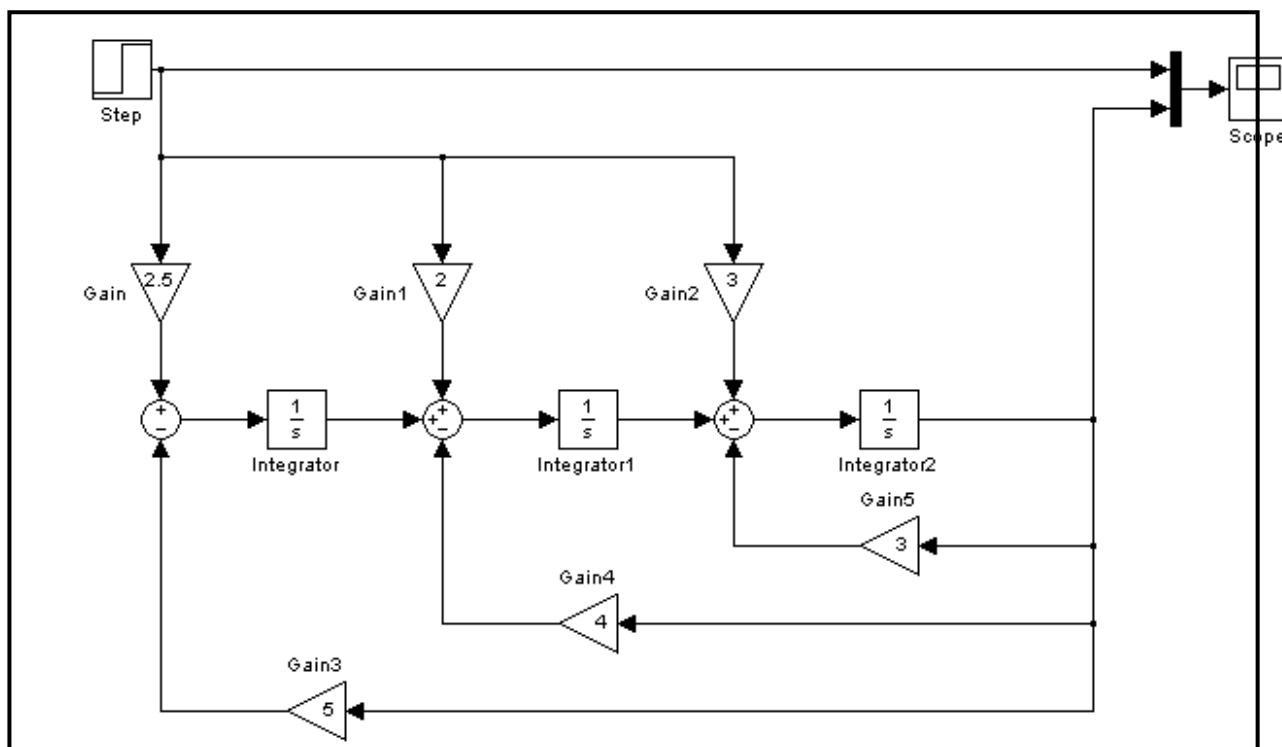 Step
Scope
2.5
2
3
Gain
Gain1
Gain2
+
−
1
s
+
+
−
1
s
+
+
−
1
s
Integrator
Integrator1
Integrator2
Gain5
3
Gain4
4
Gain3
5